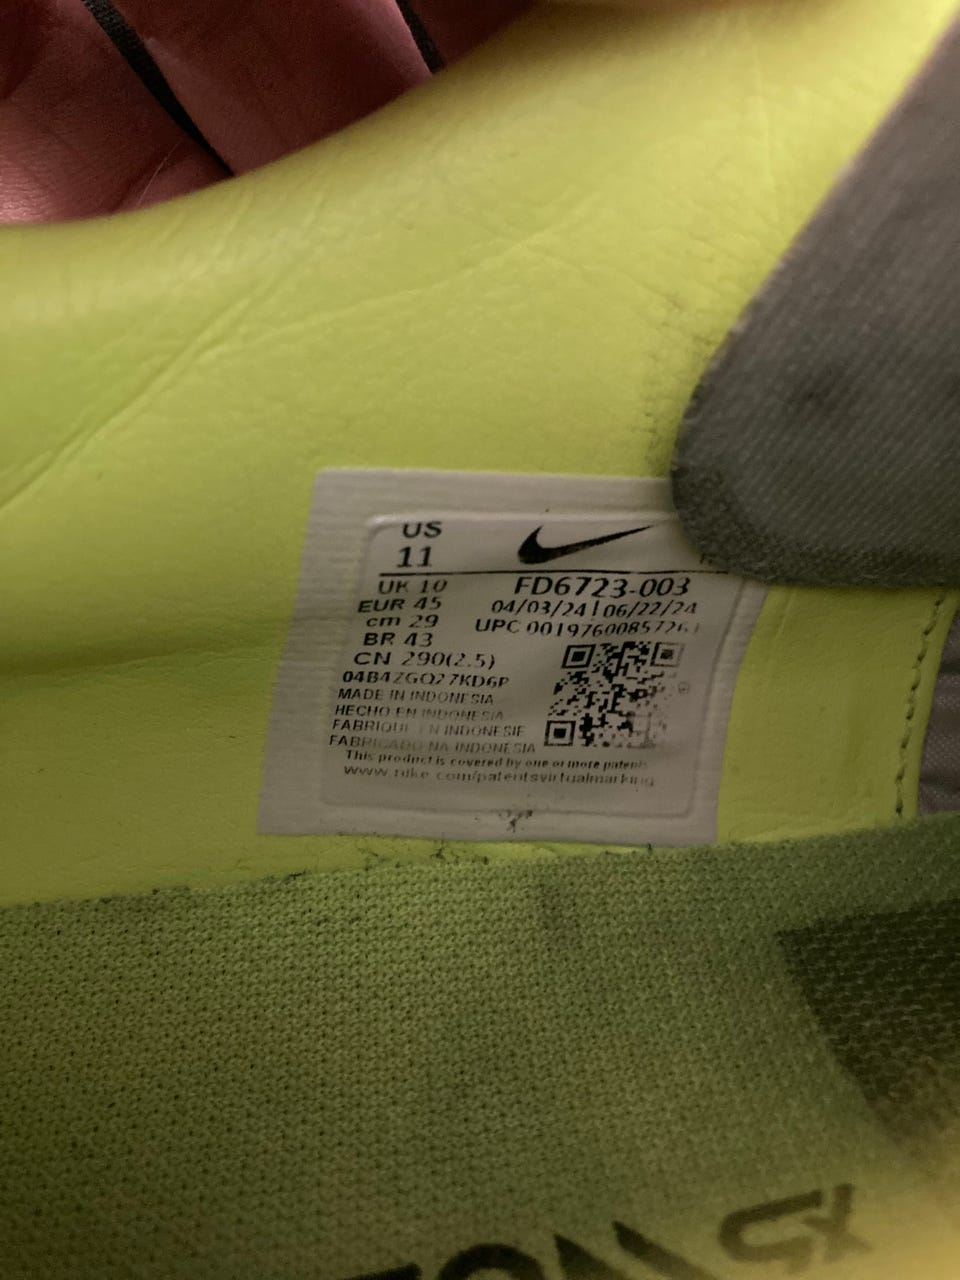 US
11
UK 10
EUR 45
cm 29
BR 43
CN 290(2.5)
FD6723-003
04/03/24 | 06/22/24
UPC
04B4ZGQ27KD6P
MADE IN INDONESIA
HECHO EN INDONESIA
FABRIQUE EN INDONESIE
FABRICADO NA INDONESIA
This product is covered by one or more patents
www.nike.com/patentsvirtualmarking